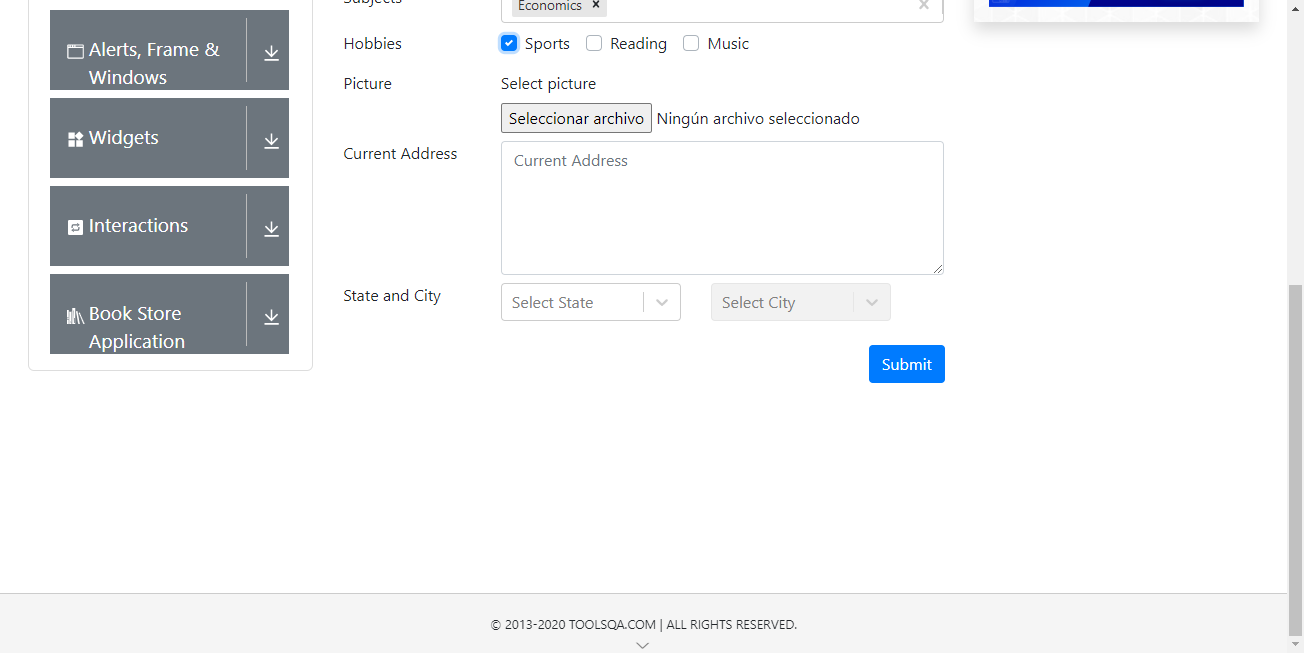 Subjects
Economics ×
Alerts, Frame & Windows
Hobbies
Sports
Reading
Music
Picture
Select picture
Seleccionar archivo
Ningún archivo seleccionado
Widgets
Current Address
Current Address
Interactions
State and City
Select State
Select City
Book Store Application
Submit
© 2013-2020 TOOLSQA.COM | ALL RIGHTS RESERVED.